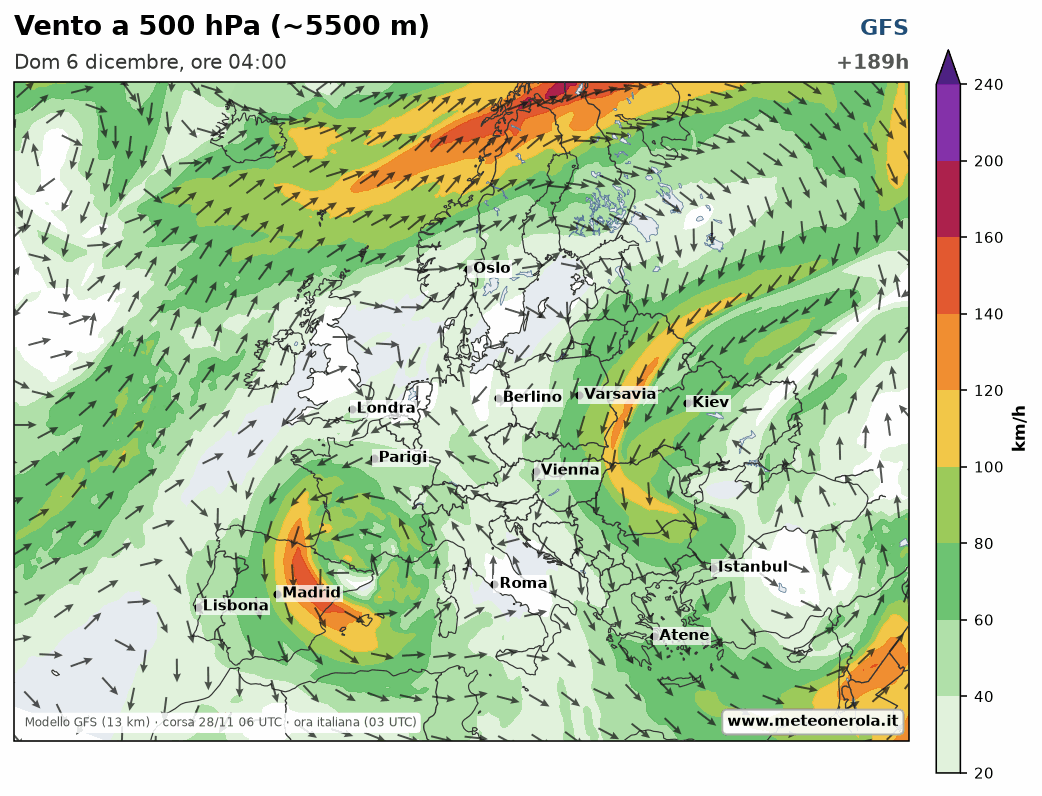 Vento a 500 hPa (~5500 m)
GFS
Dom 6 dicembre, ore 04:00
+189h
240
200
160
140
120
100
80
60
40
20
km/h
Oslo
Berlino
Varsavia
Kiev
Londra
Parigi
Vienna
Istanbul
Roma
Madrid
Lisbona
Atene
Modello GFS (13 km) · corsa 28/11 06 UTC · ora italiana (03 UTC)
www.meteonerola.it